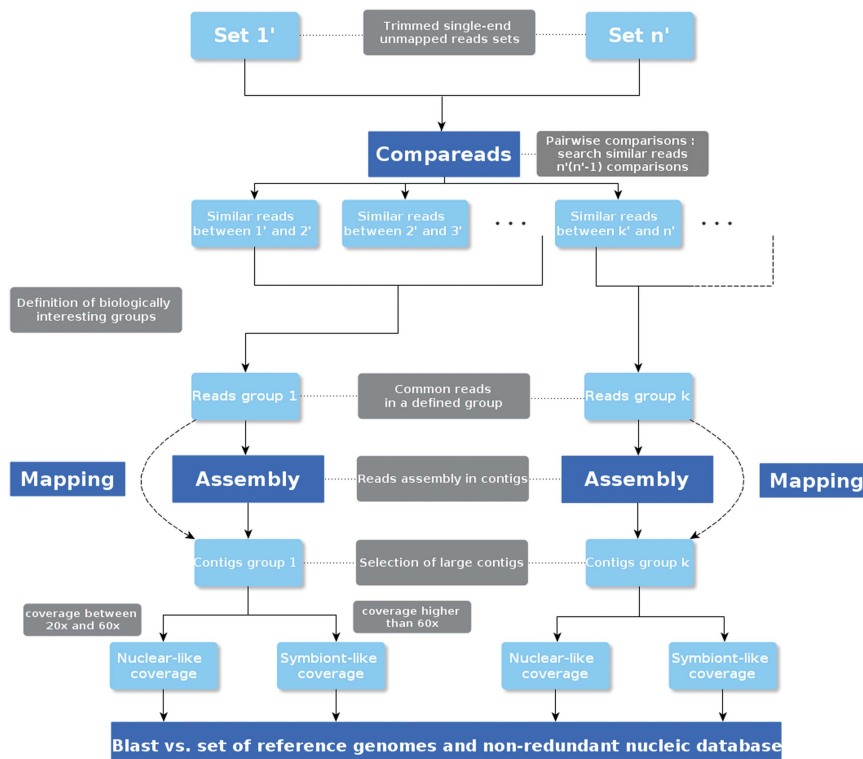 Set 1'
Trimmed single-end
unmapped reads sets
Set n'
Compareads
Pairwise comparisons :
search similar reads
n'(n'-1) comparisons
Similar reads
between 1' and 2'
Similar reads
between 2' and 3'
. . .
Similar reads
between k' and n'
. . .
Definition of biologically
interesting groups
Reads group 1
Common reads
in a defined group
Reads group k
Mapping
Assembly
Reads assembly in contigs
Assembly
Mapping
Contigs group 1
Selection of large contigs
Contigs group k
coverage between
20x and 60x
coverage higher
than 60x
Nuclear-like
coverage
Symbiont-like
coverage
Nuclear-like
coverage
Symbiont-like
coverage
Blast vs. set of reference genomes and non-redundant nucleic database